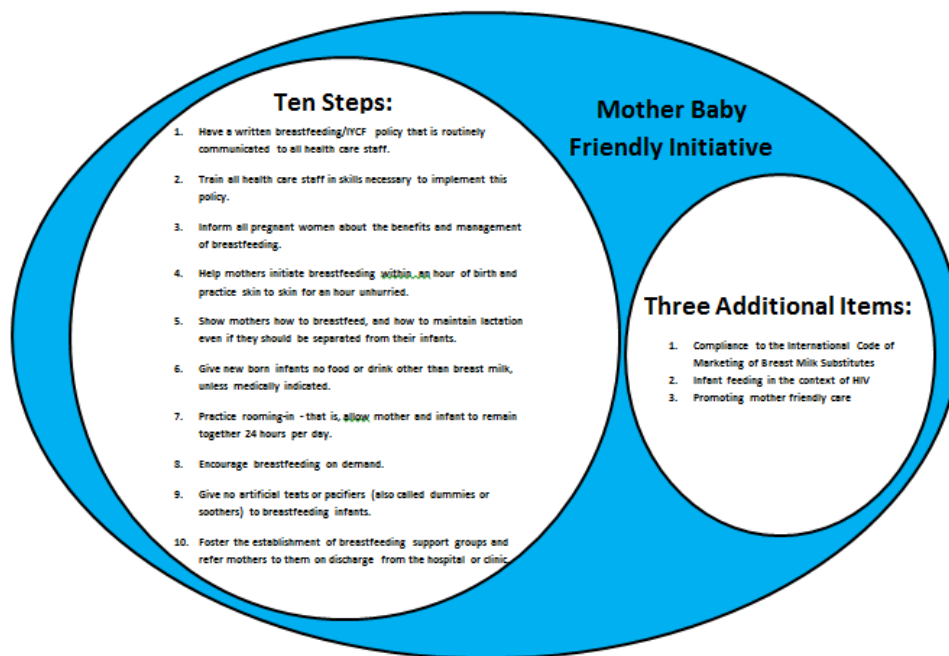 Ten Steps:
1. Have a written breastfeeding/IYCF policy that is routinely
communicated to all health care staff.
2. Train all health care staff in skills necessary to implement this
policy.
3. Inform all pregnant women about the benefits and management
of breastfeeding.
4. Help mothers initiate breastfeeding within an hour of birth and
practice skin to skin for an hour unhurried.
5. Show mothers how to breastfeed, and how to maintain lactation
even if they should be separated from their infants.
6. Give new born infants no food or drink other than breast milk,
unless medically indicated.
7. Practice rooming-in - that is, allow mother and infant to remain
together 24 hours per day.
8. Encourage breastfeeding on demand.
9. Give no artificial teats or pacifiers (also called dummies or
soothers) to breastfeeding infants.
10. Foster the establishment of breastfeeding support groups and
refer mothers to them on discharge from the hospital or clinic
Mother Baby
Friendly Initiative
Three Additional Items:
1. Compliance to the International Code of
Marketing of Breast Milk Substitutes
2. Infant feeding in the context of HIV
3. Promoting mother friendly care